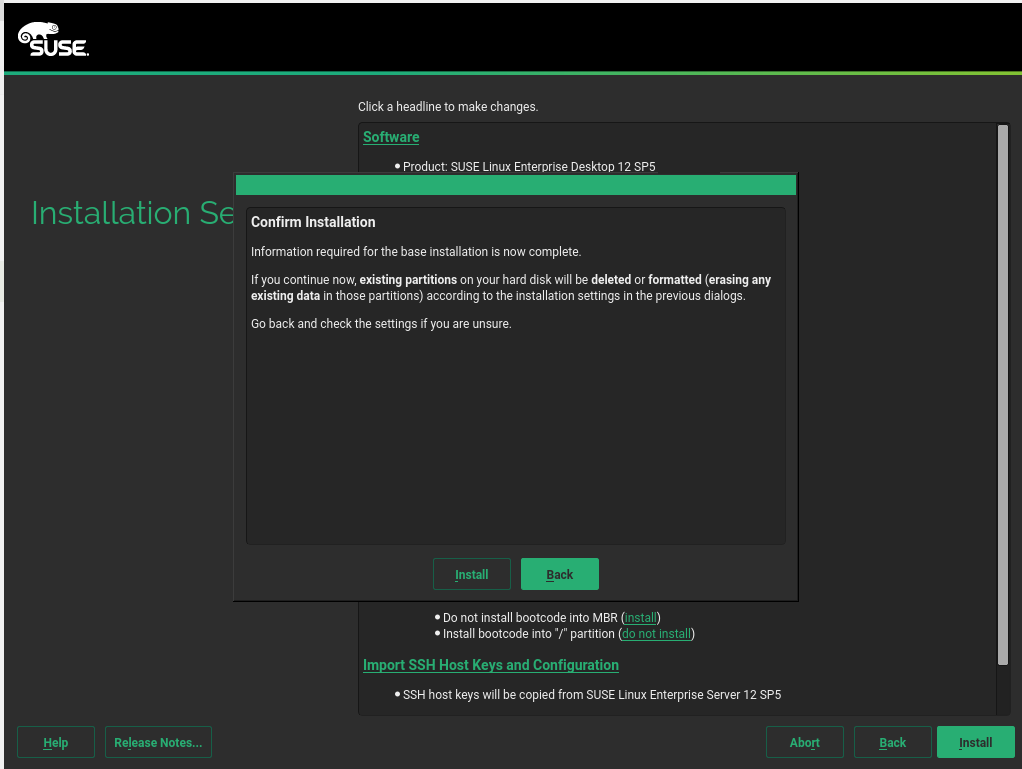 SUSE.
Click a headline to make changes.
Software
Product: SUSE Linux Enterprise Desktop 12 SP5
Installation Se
Confirm Installation
Information required for the base installation is now complete.
If you continue now, existing partitions on your hard disk will be deleted or formatted (erasing any
existing data in those partitions) according to the installation settings in the previous dialogs.
Go back and check the settings if you are unsure.
Install Back
Do not install bootcode into MBR (install)
Install bootcode into "/" partition (do not install)
Import SSH Host Keys and Configuration
SSH host keys will be copied from SUSE Linux Enterprise Server 12 SP5
Help Release Notes... Abort Back Install